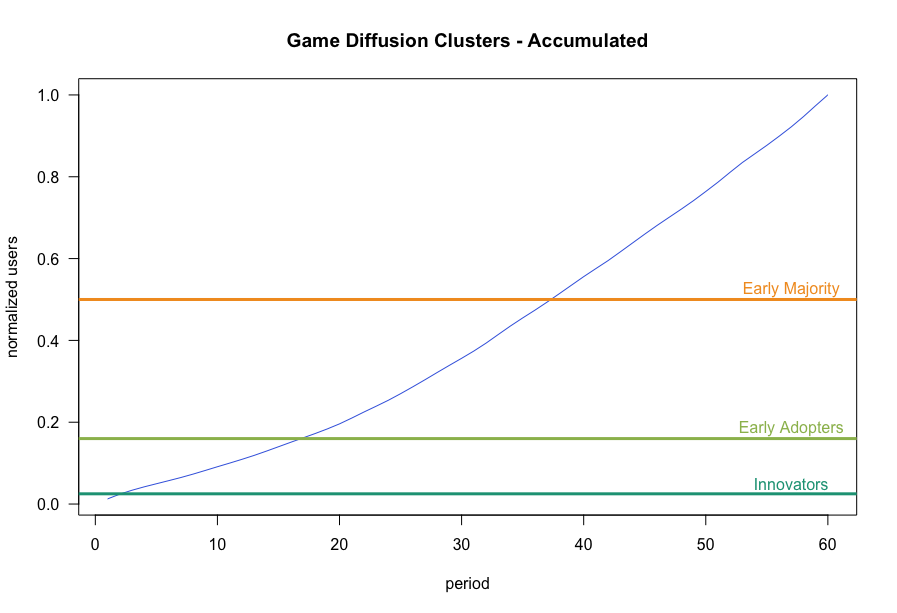 Game Diffusion Clusters - Accumulated
normalized users
1.0
0.8
0.6
0.4
0.2
0.0
Early Majority
Early Adopters
Innovators
0 10 20 30 40 50 60
period